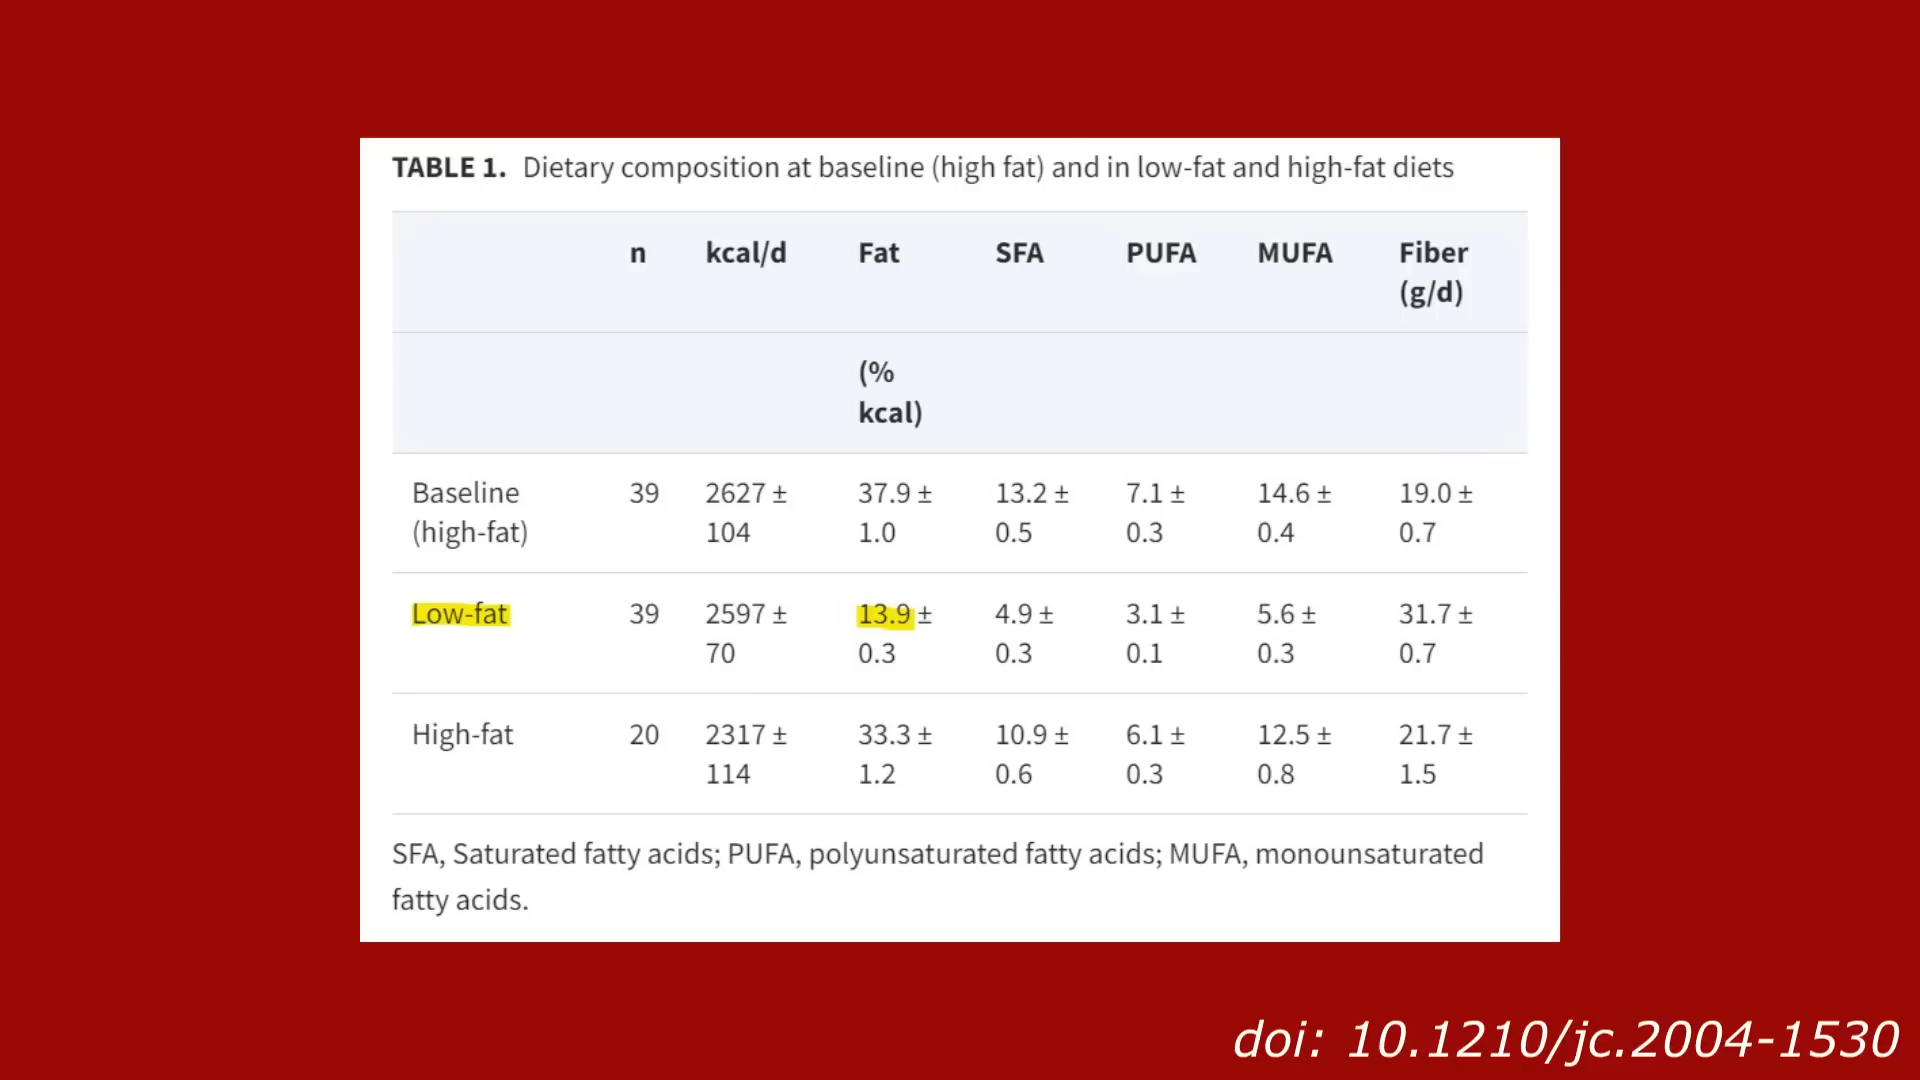 TABLE 1. Dietary composition at baseline (high fat) and in low-fat and high-fat diets
n kcal/d Fat SFA PUFA MUFA Fiber
(g/d)
(%
kcal)
Baseline 39 2627 ± 37.9 ± 13.2 ± 7.1 ± 14.6 ± 19.0 ±
(high-fat) 104 1.0 0.5 0.3 0.4 0.7
Low-fat 39 2597 ± 13.9 ± 4.9 ± 3.1 ± 5.6 ± 31.7 ±
70 0.3 0.3 0.1 0.3 0.7
High-fat 20 2317 ± 33.3 ± 10.9 ± 6.1 ± 12.5 ± 21.7 ±
114 1.2 0.6 0.3 0.8 1.5
SFA, Saturated fatty acids; PUFA, polyunsaturated fatty acids; MUFA, monounsaturated
fatty acids.
doi: 10.1210/jc.2004-1530